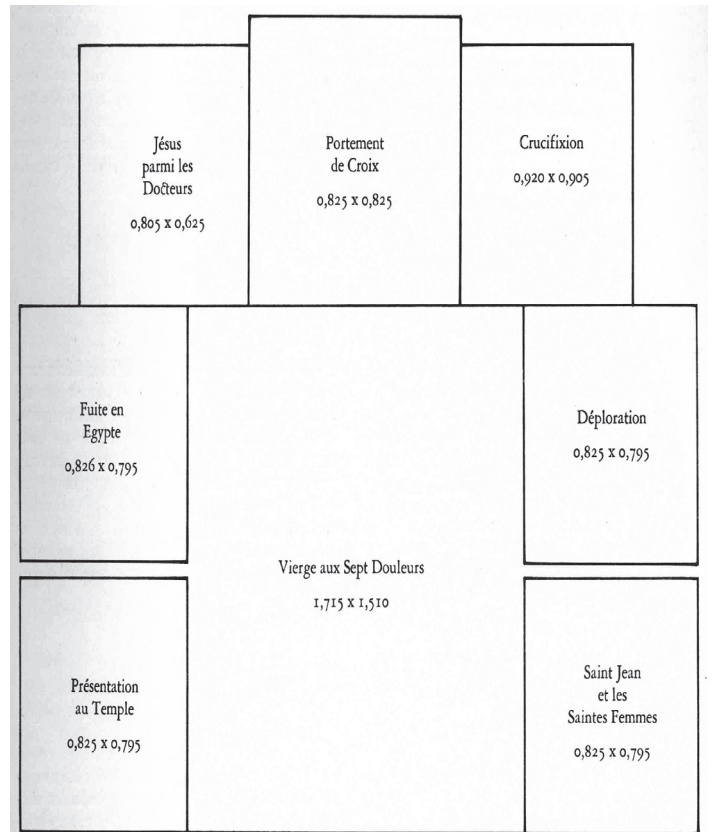 Jésus
parmi les
Docteurs
0,805 x 0,625
Portement
de Croix
0,825 x 0,825
Crucifixion
0,920 x 0,905
Fuite en
Egypte
0,826 x 0,795
Vierge aux Sept Douleurs
1,715 x 1,510
Déploration
0,825 x 0,795
Présentation
au Temple
0,825 x 0,795
Saint Jean
et les
Saintes Femmes
0,825 x 0,795